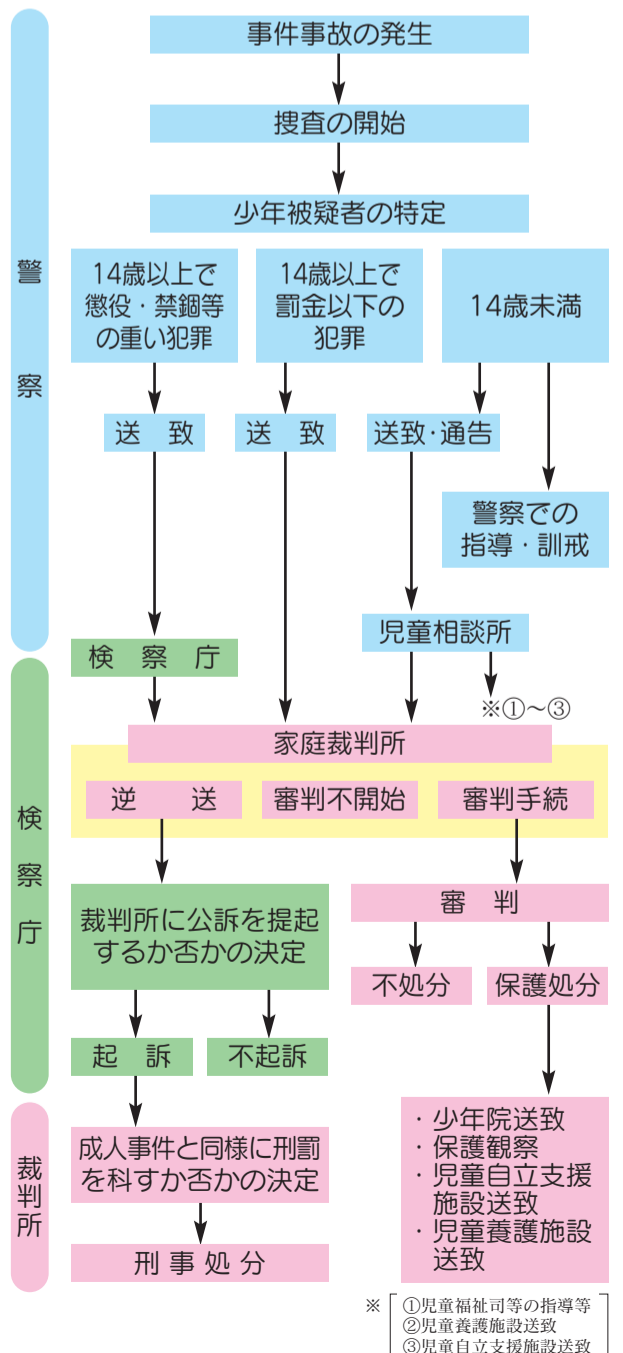 警察
事件事故の発生
捜査の開始
少年被疑者の特定
14歳以上で
懲役・禁錮等
の重い犯罪
14歳以上で
罰金以下の
犯罪
14歳未満
送致
送致
送致・通告
警察での
指導・訓戒
児童相談所
検察庁
※①〜③
家庭裁判所
検察庁
逆送
審判不開始
審判手続
裁判所に公訴を提起
するか否かの決定
審判
不処分
保護処分
起訴
不起訴
裁判所
成人事件と同様に刑罰
を科すか否かの決定
刑事処分
・少年院送致
・保護観察
・児童自立支援
施設送致
・児童養護施設
送致
※①児童福祉司等の指導等
②児童養護施設送致
③児童自立支援施設送致